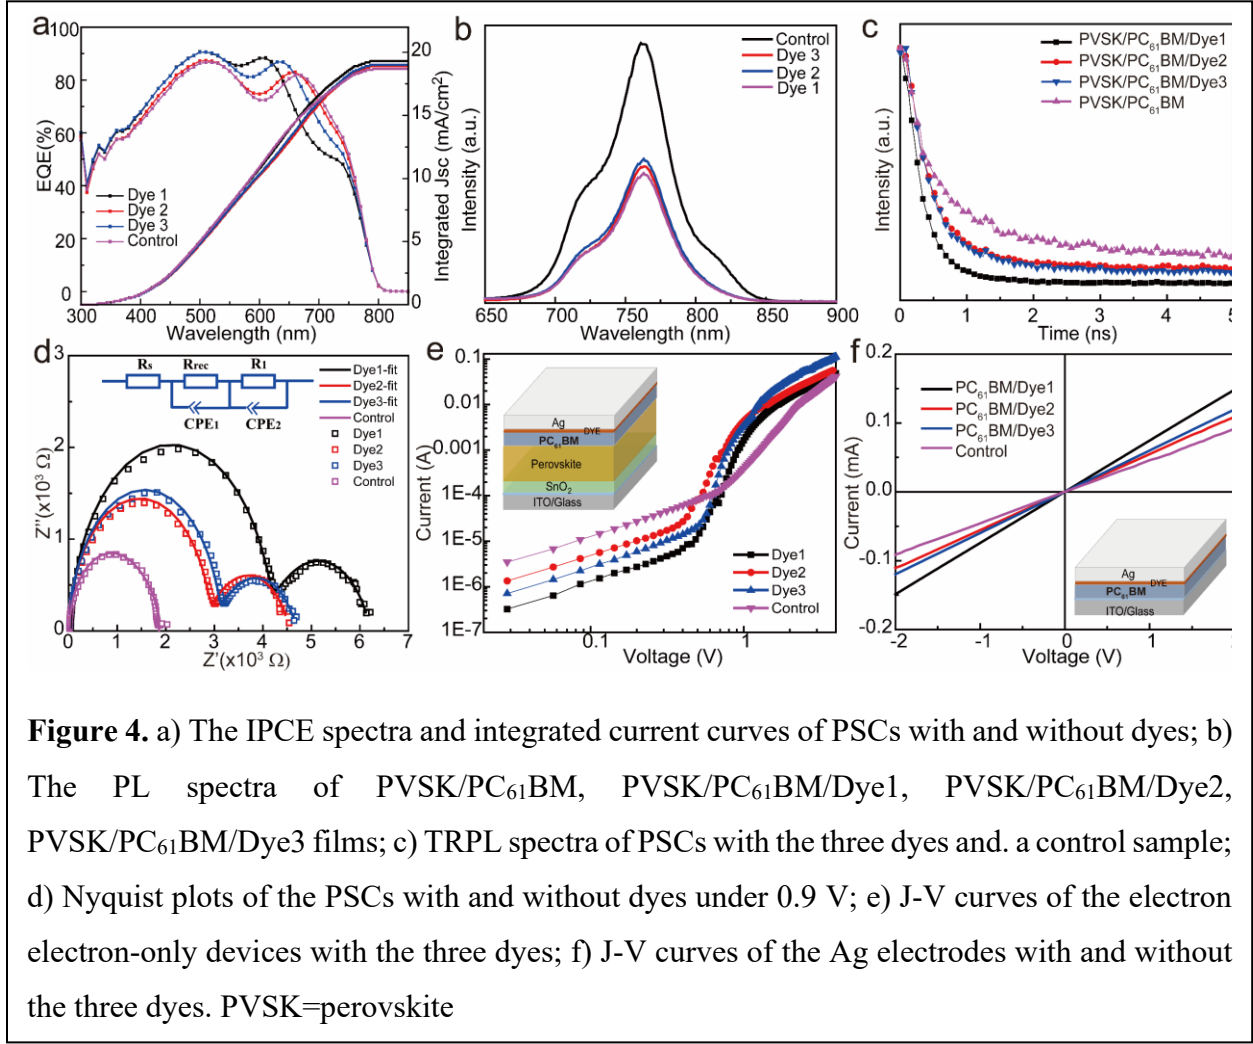 a
100
80
60
40
20
0
EQE(%)
20
15
10
5
0
Integrated Jsc (mA/cm²)
Dye 1
Dye 2
Dye 3
Control
300 400 500 600 700 800
Wavelength (nm)
b
Intensity (a.u.)
Control
Dye 3
Dye 2
Dye 1
650 700 750 800 850 900
Wavelength (nm)
c
Intensity (a.u.)
PVSK/PC₆₁BM/Dye1
PVSK/PC₆₁BM/Dye2
PVSK/PC₆₁BM/Dye3
PVSK/PC₆₁BM
0 1 2 3 4 5
Time (ns)
d
3
2
1
0
Z''(x10³ Ω)
Rs Rrec R1
CPE1 CPE2
Dye1-fit
Dye2-fit
Dye3-fit
Control
Dye1
Dye2
Dye3
Control
0 1 2 3 4 5 6 7
Z'(x10³ Ω)
e
0.1
0.01
0.001
1E-4
1E-5
1E-6
1E-7
Current (A)
Ag
DYE
PC₆₁BM
Perovskite
SnO₂
ITO/Glass
Dye1
Dye2
Dye3
Control
0.1 1
Voltage (V)
f
0.2
0.1
0.0
-0.1
-0.2
Current (mA)
PC₆₁BM/Dye1
PC₆₁BM/Dye2
PC₆₁BM/Dye3
Control
Ag
DYE
PC₆₁BM
ITO/Glass
-2 -1 0 1
Voltage (V)
Figure 4. a) The IPCE spectra and integrated current curves of PSCs with and without dyes; b)
The PL spectra of PVSK/PC₆₁BM, PVSK/PC₆₁BM/Dye1, PVSK/PC₆₁BM/Dye2,
PVSK/PC₆₁BM/Dye3 films; c) TRPL spectra of PSCs with the three dyes and. a control sample;
d) Nyquist plots of the PSCs with and without dyes under 0.9 V; e) J-V curves of the electron
electron-only devices with the three dyes; f) J-V curves of the Ag electrodes with and without
the three dyes. PVSK=perovskite